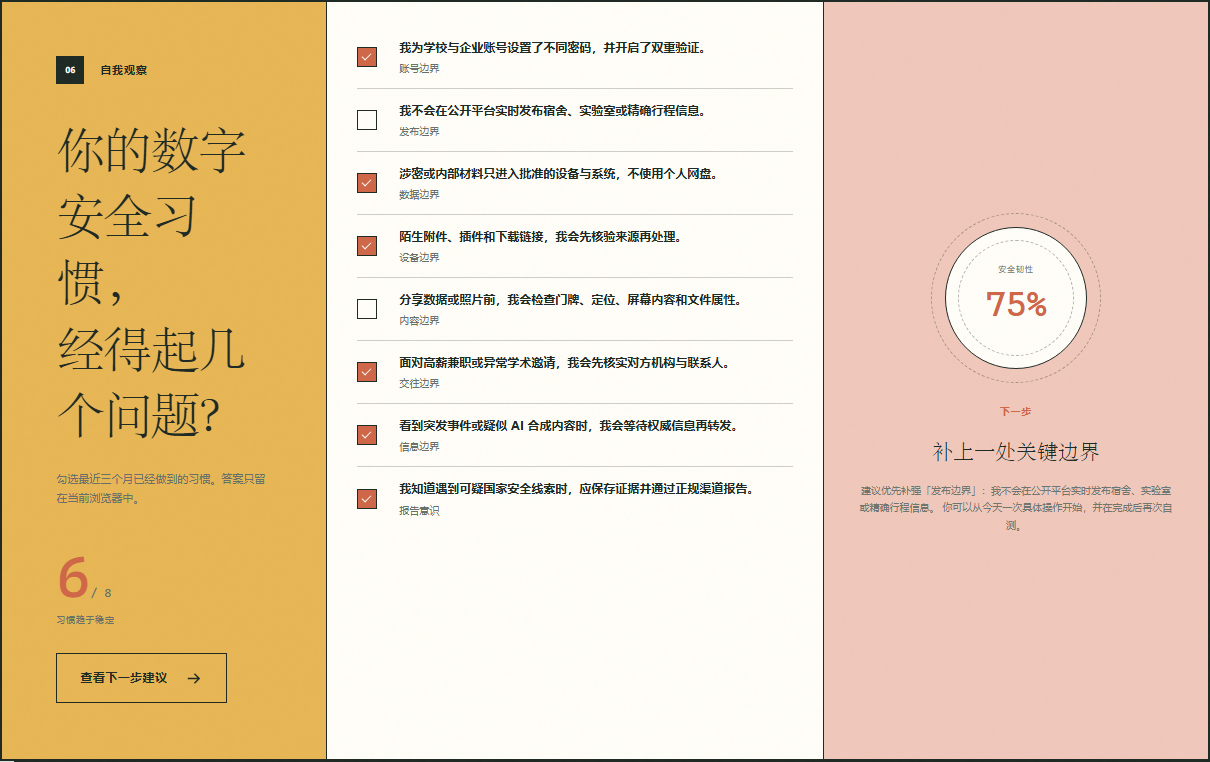 06 自我观察
你的数字
安全习
惯，
经得起几
个问题?
勾选最近三个月已经做到的习惯。答案只留
在当前浏览器中。
6 / 8
习惯趋于稳定
查看下一步建议 →
我为学校与企业账号设置了不同密码，并开启了双重验证。
账号边界
我不会在公开平台实时发布宿舍、实验室或精确行程信息。
发布边界
涉密或内部材料只进入批准的设备与系统，不使用个人网盘。
数据边界
陌生附件、插件和下载链接，我会先核验来源再处理。
设备边界
分享数据或照片前，我会检查门牌、定位、屏幕内容和文件属性。
内容边界
面对高薪兼职或异常学术邀请，我会先核实对方机构与联系人。
交往边界
看到突发事件或疑似 AI 合成内容时，我会等待权威信息再转发。
信息边界
我知道遇到可疑国家安全线索时，应保存证据并通过正规渠道报告。
报告意识
安全韧性
75%
下一步
补上一处关键边界
建议优先补强「发布边界」：我不会在公开平台实时发布宿舍、实验室
或精确行程信息。 你可以从今天一次具体操作开始，并在完成后再次自
测。